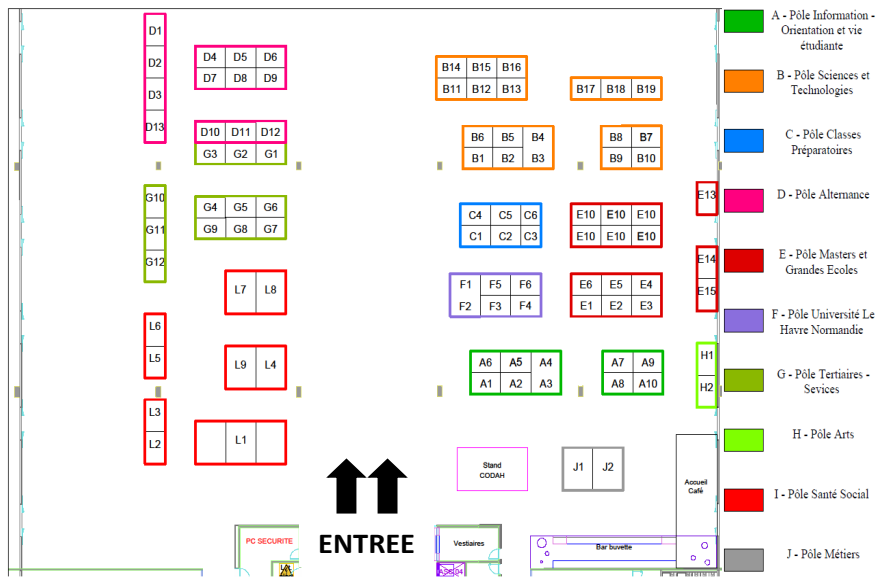 D1
D2
D3
D13
D4 D5 D6
D7 D8 D9
D10 D11 D12
G3 G2 G1
G10
G11
G12
G4 G5 G6
G9 G8 G7
L7 L8
L6
L5
L9 L4
L3
L2
L1
B14 B15 B16
B11 B12 B13
B17 B18 B19
B6 B5 B4
B1 B2 B3
B8 B7
B9 B10
C4 C5 C6
C1 C2 C3
E10 E10 E10
E10 E10 E10
E13
E14
E15
F1 F5 F6
F2 F3 F4
E6 E5 E4
E1 E2 E3
A6 A5 A4
A1 A2 A3
A7 A9
A8 A10
H1
H2
Stand
CODAH
J1 J2
Accueil
Café
PC SECURITE
ENTREE
Vestiaires
Bar buvette
A - Pôle Information -
Orientation et vie
étudiante
B - Pôle Sciences et
Technologies
C - Pôle Classes
Préparatoires
D - Pôle Alternance
E - Pôle Masters et
Grandes Ecoles
F - Pôle Université Le
Havre Normandie
G - Pôle Tertiaires -
Sevices
H - Pôle Arts
I - Pôle Santé Social
J - Pôle Métiers